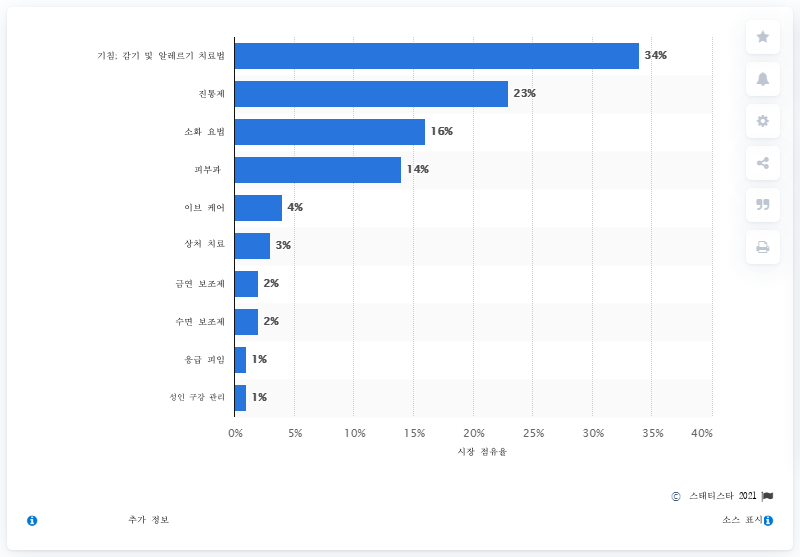 기침; 감기 및 알레르기 치료법
34%
진통제
23%
소화 요법
16%
피부과
14%
이브 케어
4%
상처 치료
3%
금연 보조제
2%
수면 보조제
2%
응급 피임
1%
성인 구강 관리
1%
0% 5% 10% 15% 20% 25% 30% 35% 40%
시장 점유율
© 스태티스타 2021
추가 정보
소스 표시